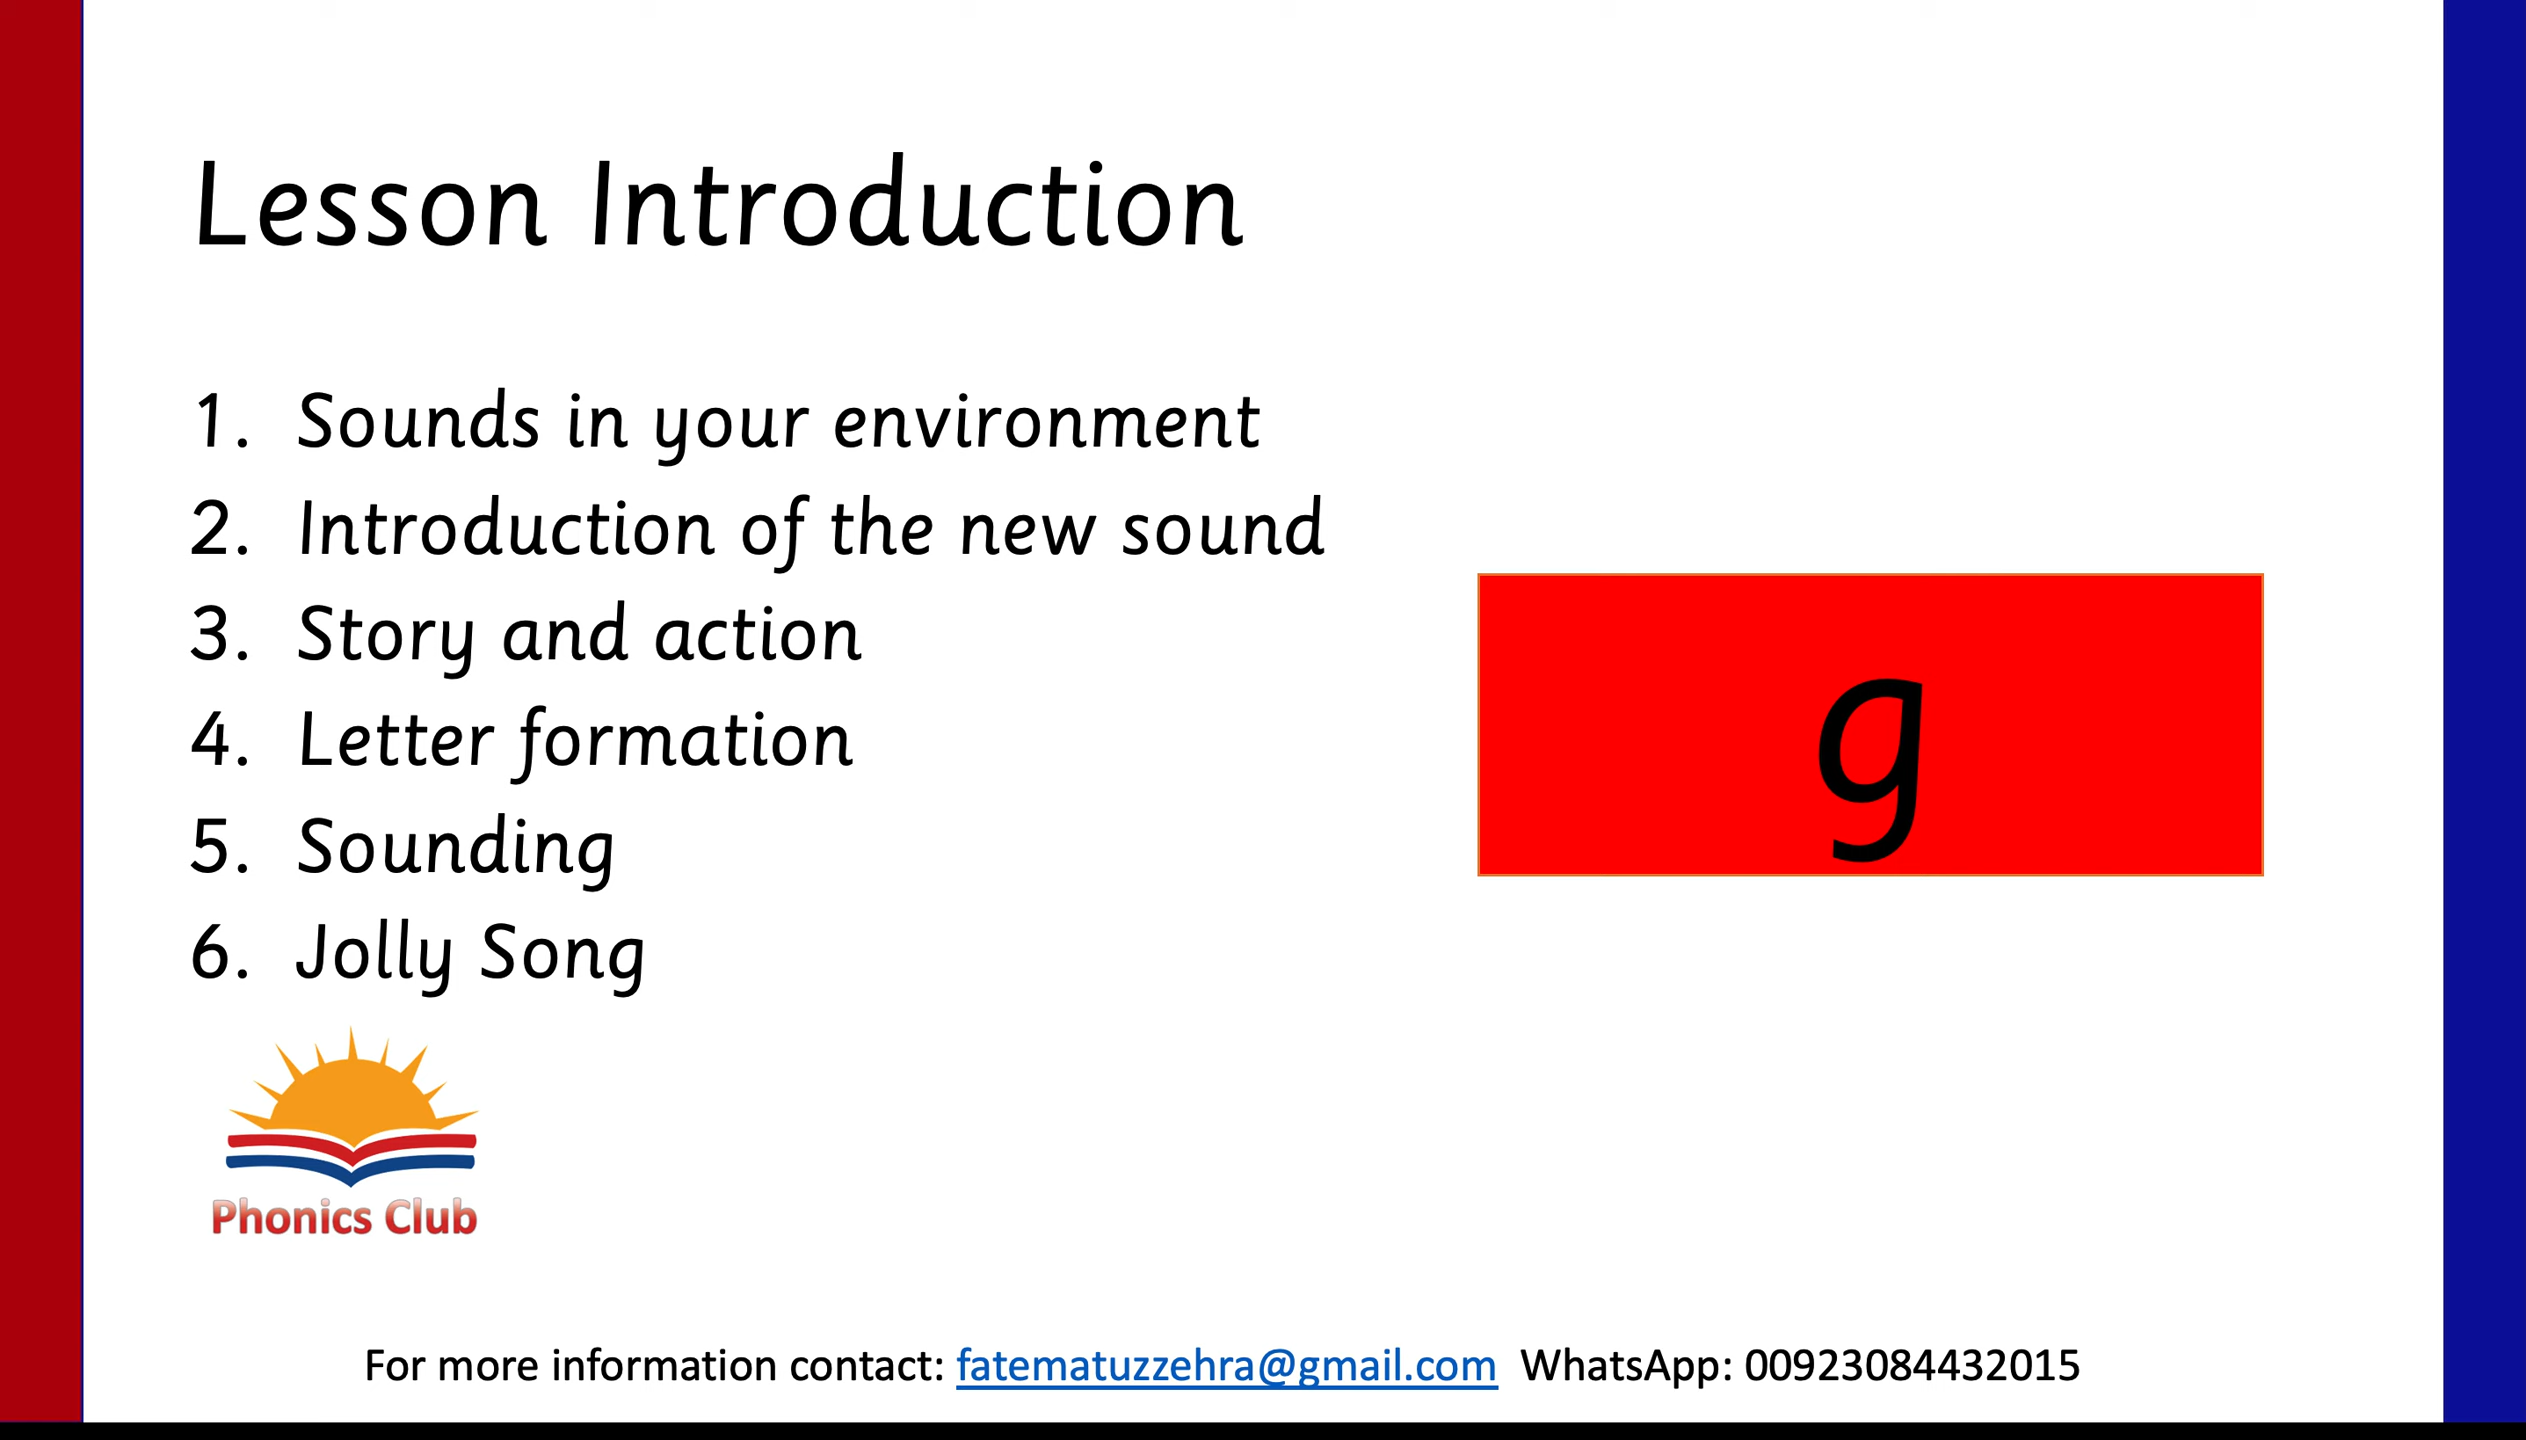 Lesson Introduction
1. Sounds in your environment
2. Introduction of the new sound
3. Story and action
4. Letter formation
5. Sounding
6. Jolly Song
g
Phonics Club
For more information contact: fatematuzzehra@gmail.com WhatsApp: 00923084432015